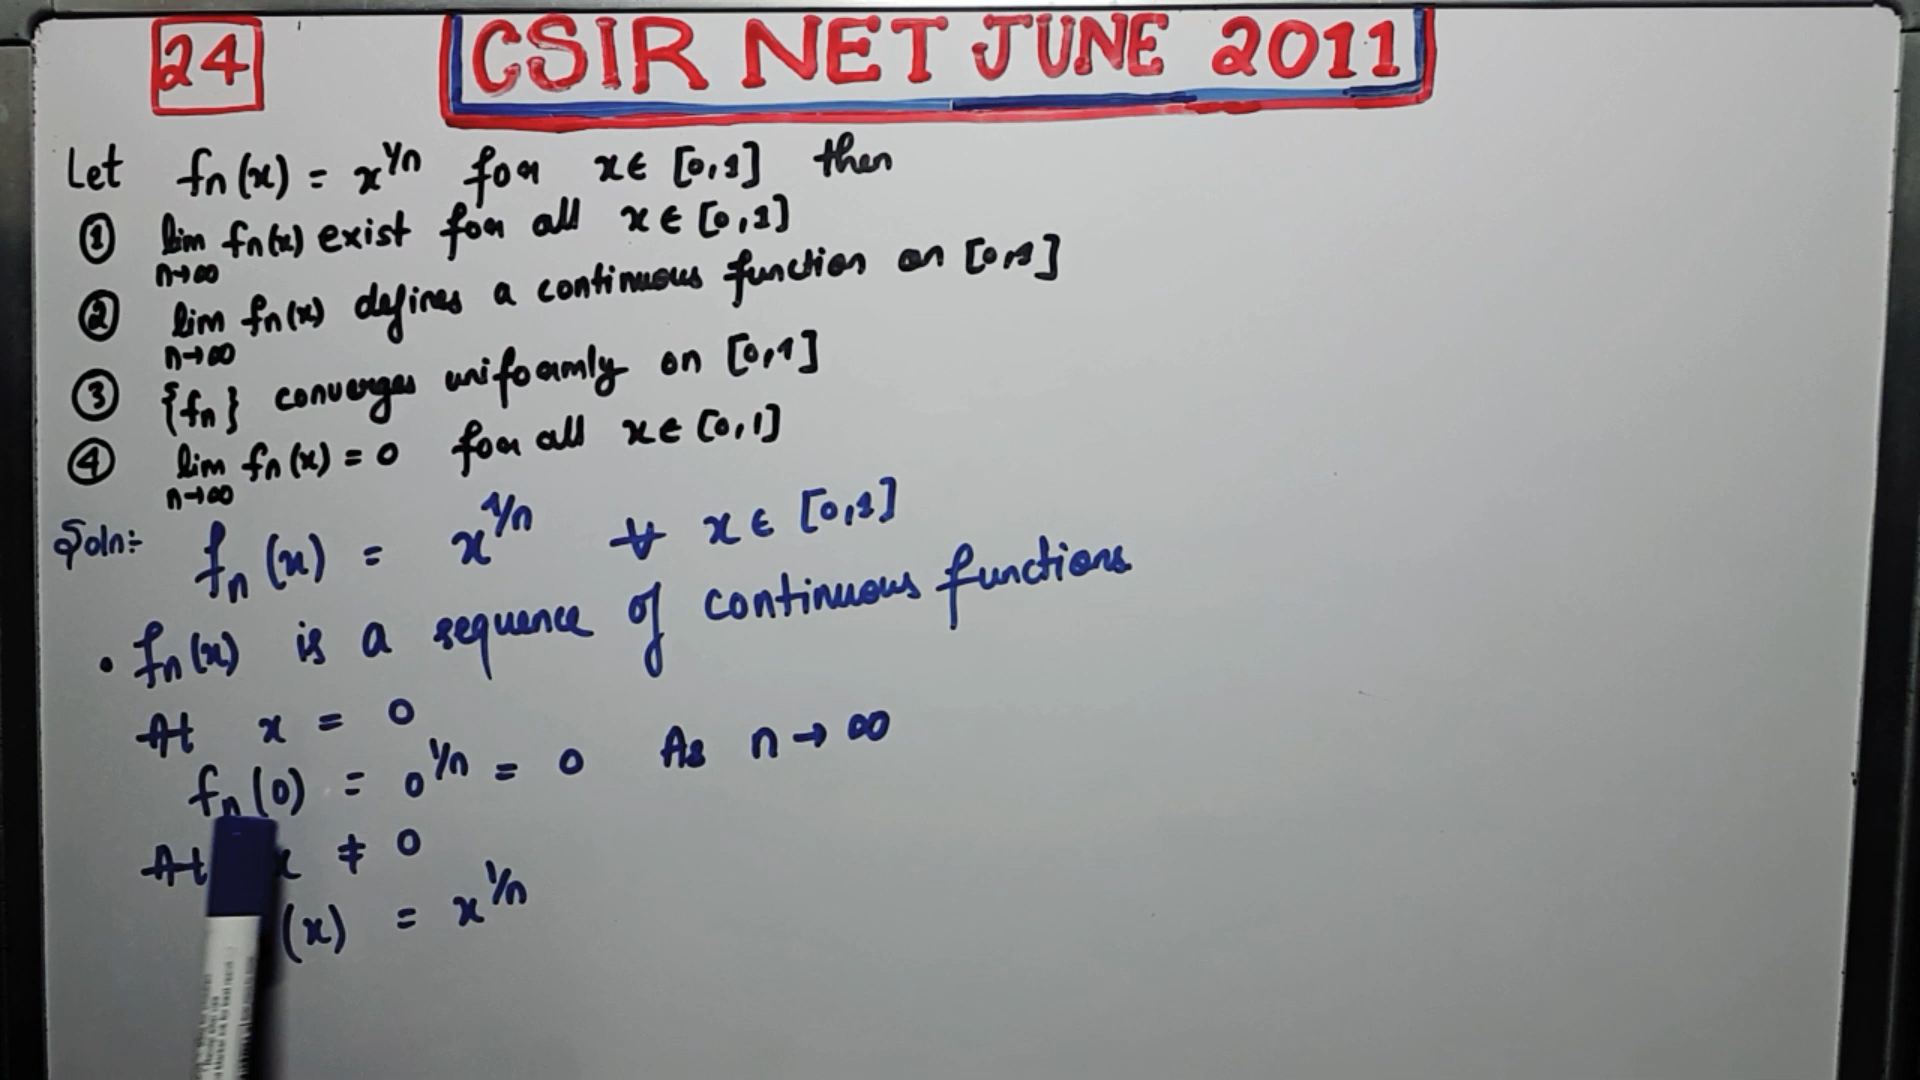 24
CSIR NET JUNE 2011
Let fn(x) = x^1/n for x∈ [0,1] then
① lim n→∞ fn(x) exist for all x∈ [0,1]
② lim n→∞ fn(x) defines a continuous function on [0,1]
③ {fn} converges uniformly on [0,1]
④ lim n→∞ fn(x) = 0 for all x∈ [0,1]
Soln:- fn(x) = x^1/n ∀ x∈ [0,1]
• fn(x) is a sequence of continuous functions
At x = 0
fn(0) = 0^1/n = 0 As n→∞
At x ≠ 0
(x) = x^1/n